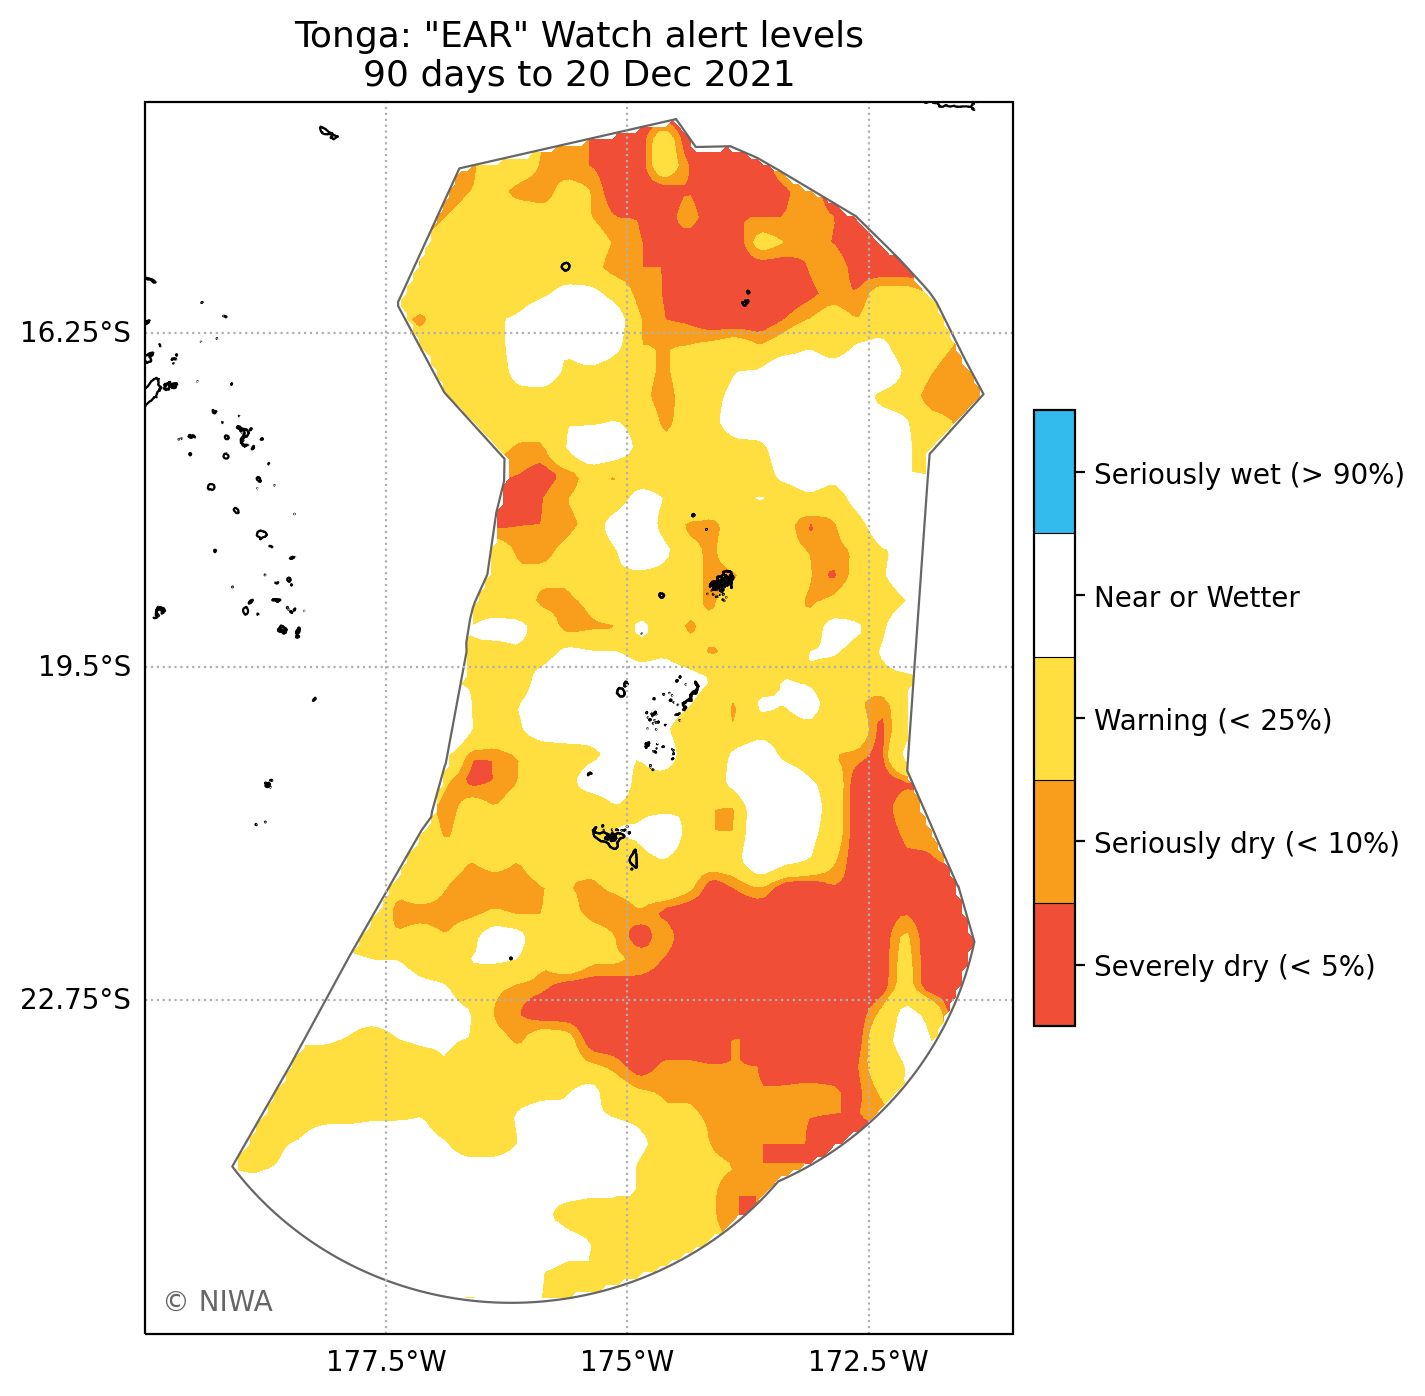 Tonga: "EAR" Watch alert levels
90 days to 20 Dec 2021
16.25°S
19.5°S
22.75°S
177.5°W
175°W
172.5°W
Seriously wet (> 90%)
Near or Wetter
Warning (< 25%)
Seriously dry (< 10%)
Severely dry (< 5%)
© NIWA